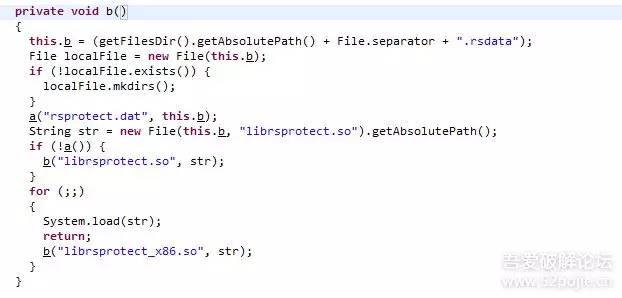 private void b()
{
this.b = (getFilesDir().getAbsolutePath() + File.separator + ".rsdata");
File localFile = new File(this.b);
if (!localFile.exists()) {
localFile.mkdirs();
}
a("rsprotect.dat", this.b);
String str = new File(this.b, "librsprotect.so").getAbsolutePath();
if (!a()) {
b("librsprotect.so", str);
}
for (;;)
{
System.load(str);
return;
b("librsprotect_x86.so", str);
}
}
吾爱破解论坛
www.52pojie.cn